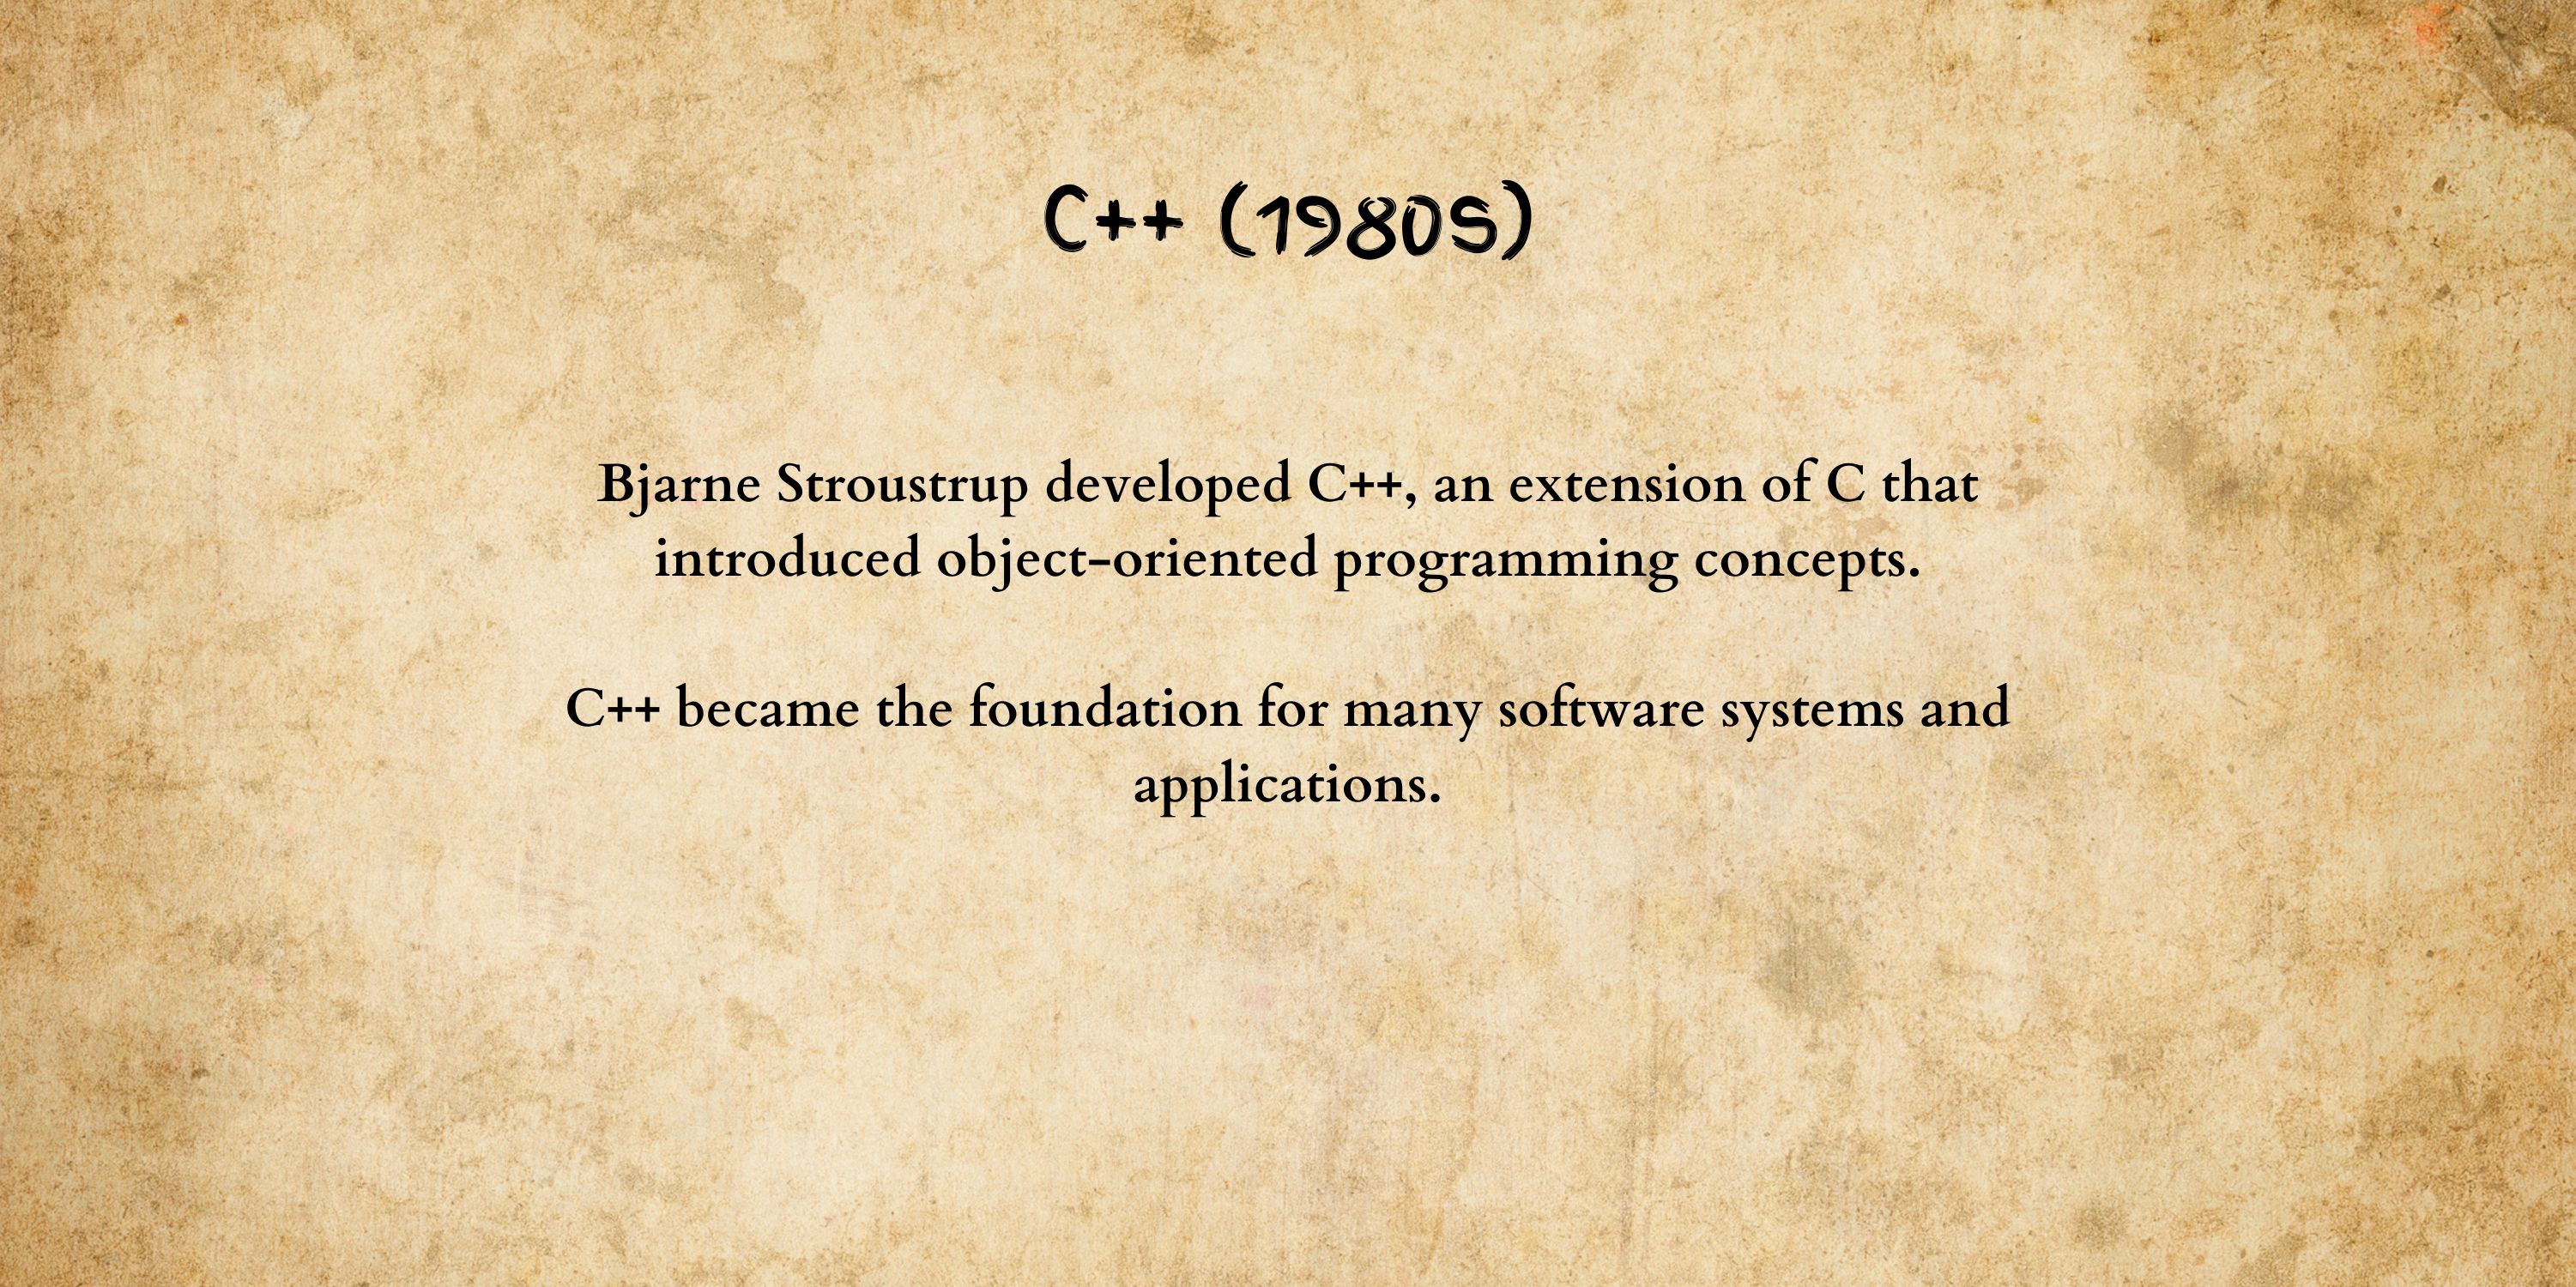 C++ (1980s)
Bjarne Stroustrup developed C++, an extension of C that
introduced object-oriented programming concepts.
C++ became the foundation for many software systems and
applications.